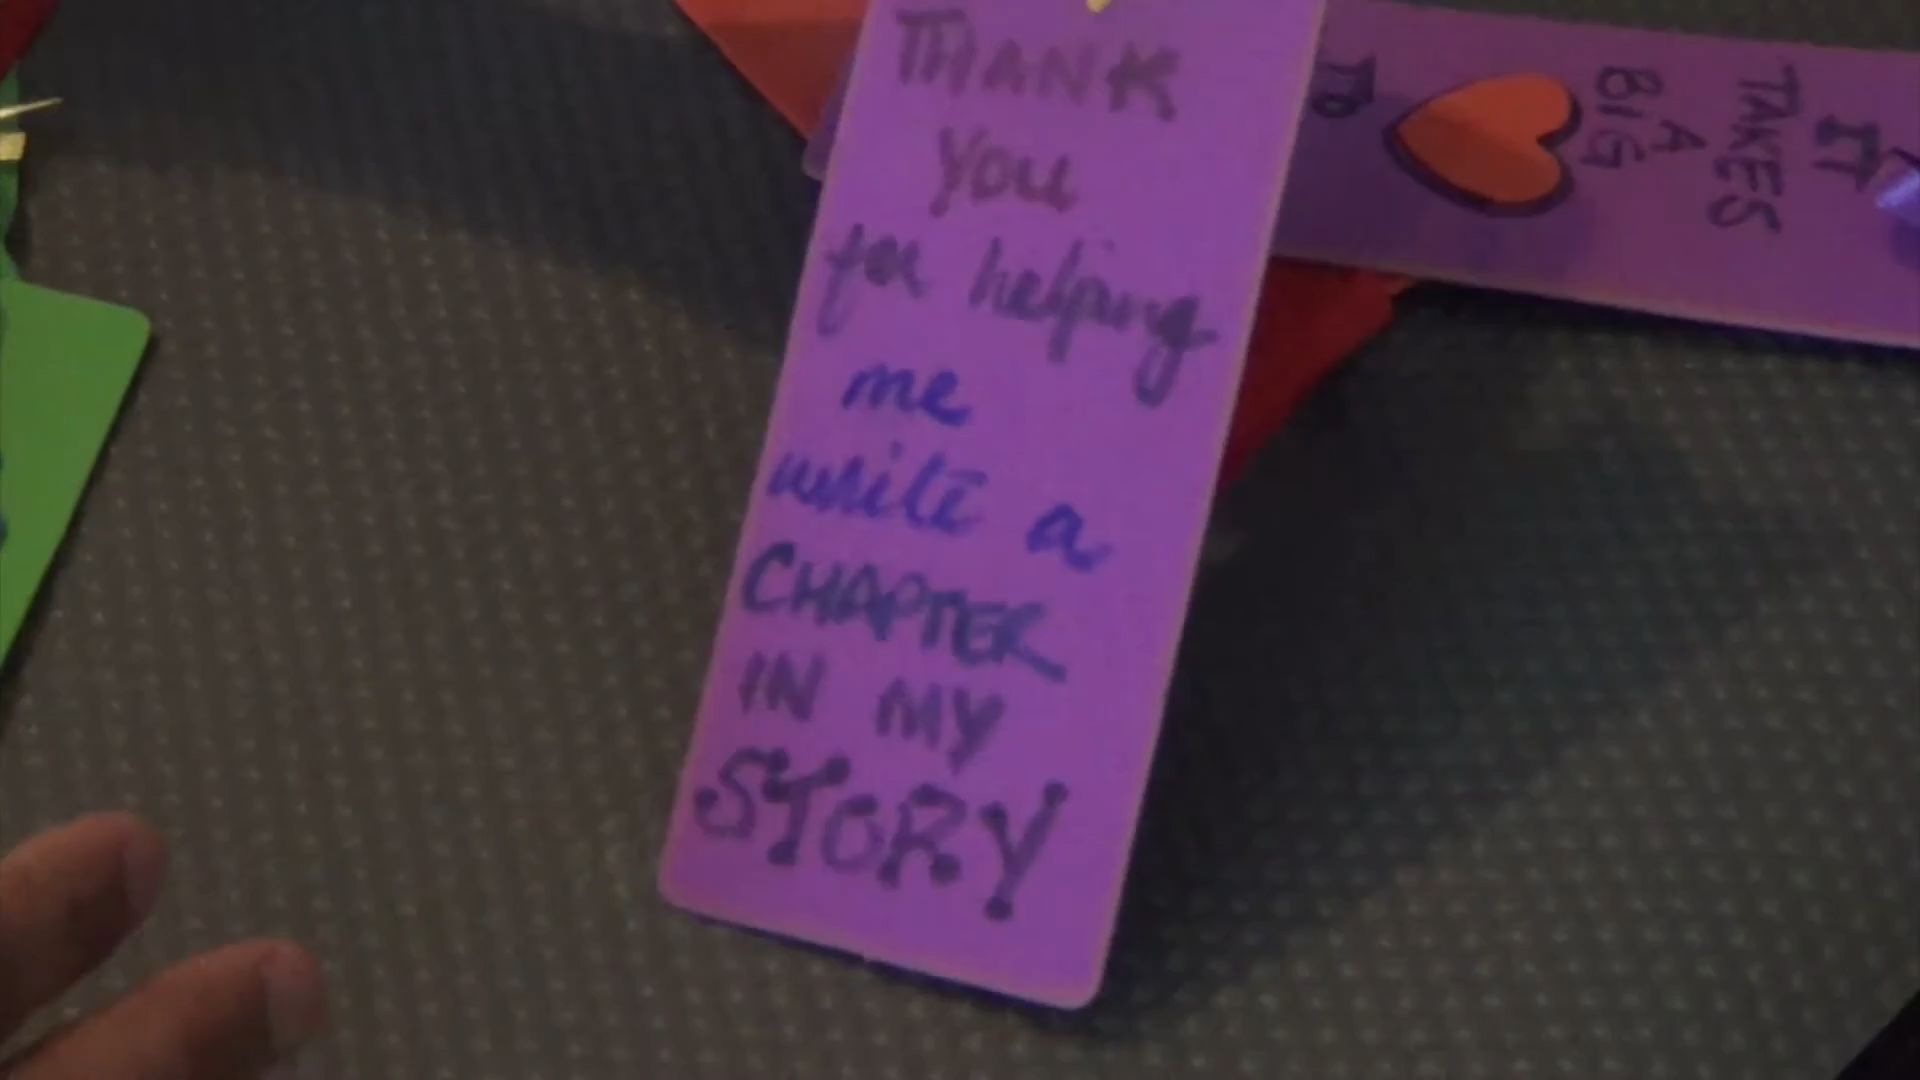 THANK
you
for helping
me
write a
CHAPTER
IN MY
STORY
IT
TAKES
A
BIG
TO